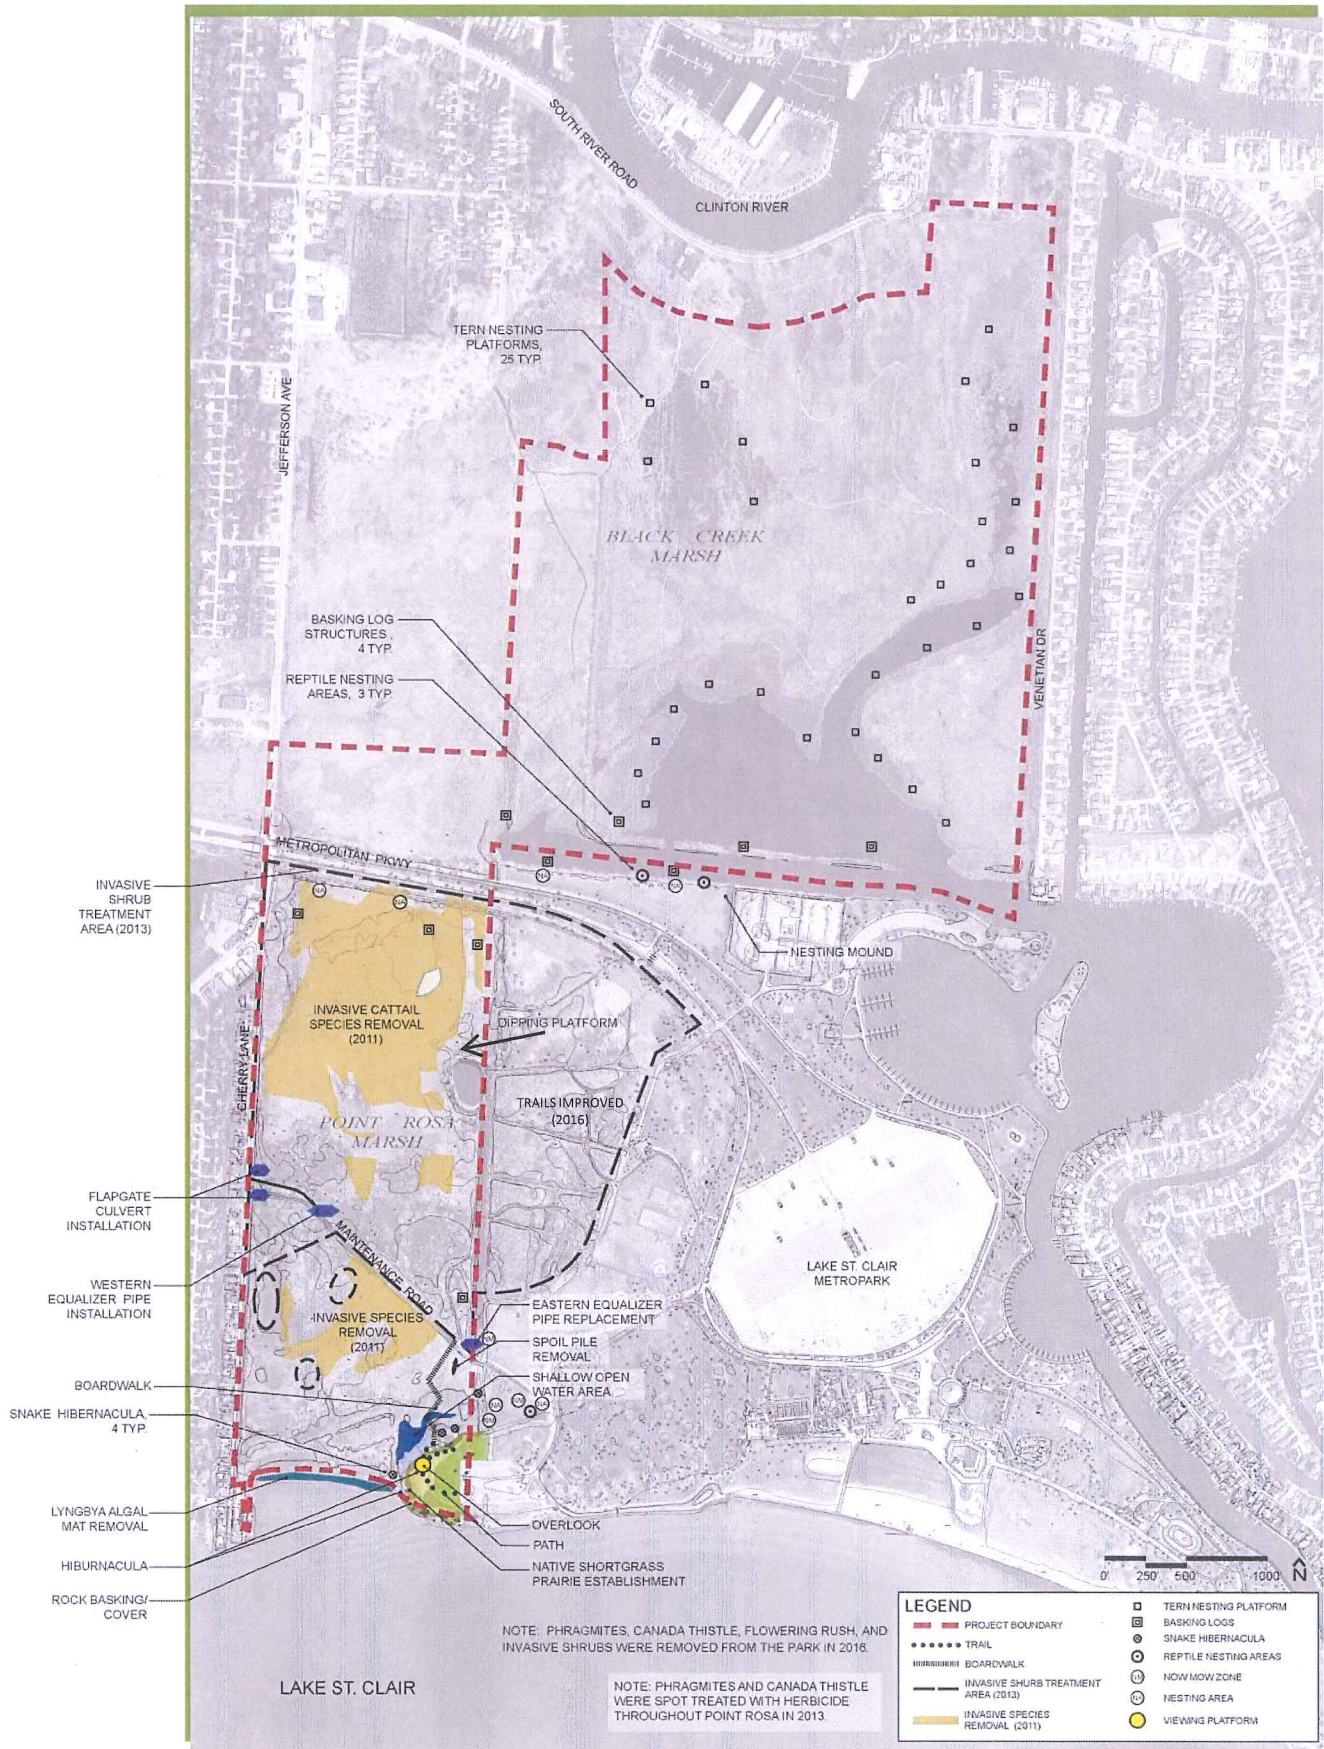 SOUTH RIVER ROAD
CLINTON RIVER
TERN NESTING
PLATFORMS,
25 TYP.
JEFFERSON AVE
BLACK CREEK
MARSH
BASKING LOG
STRUCTURES ,
4 TYP.
REPTILE NESTING
AREAS, 3 TYP.
VENETIAN DR
METROPOLITAN PKWY
INVASIVE
SHRUB
TREATMENT
AREA (2013)
NA
NA
NA
NA
NESTING MOUND
INVASIVE CATTAIL
SPECIES REMOVAL
(2011)
DIPPING PLATFORM
CHERRY LANE
TRAILS IMPROVED
(2016)
POINT ROSA
MARSH
FLAPGATE
CULVERT
INSTALLATION
MAINTENANCE ROAD
LAKE ST. CLAIR
METROPARK
WESTERN
EQUALIZER PIPE
INSTALLATION
EASTERN EQUALIZER
PIPE REPLACEMENT
INVASIVE SPECIES
REMOVAL
(2011)
SPOIL PILE
REMOVAL
SHALLOW OPEN
WATER AREA
BOARDWALK
SNAKE HIBERNACULA,
4 TYP.
LYNGBYA ALGAL
MAT REMOVAL
OVERLOOK
PATH
HIBURNACULA
NATIVE SHORTGRASS
PRAIRIE ESTABLISHMENT
ROCK BASKING/
COVER
0' 250 500 1000
N
NOTE: PHRAGMITES, CANADA THISTLE, FLOWERING RUSH, AND
INVASIVE SHRUBS WERE REMOVED FROM THE PARK IN 2016.
LAKE ST. CLAIR
NOTE: PHRAGMITES AND CANADA THISTLE
WERE SPOT TREATED WITH HERBICIDE
THROUGHOUT POINT ROSA IN 2013.
LEGEND
PROJECT BOUNDARY
TRAIL
BOARDWALK
INVASIVE SHURB TREATMENT
AREA (2013)
INVASIVE SPECIES
REMOVAL (2011)
TERN NESTING PLATFORM
BASKING LOGS
SNAKE HIBERNACULA
REPTILE NESTING AREAS
NOW MOW ZONE
NA NESTING AREA
VIEWING PLATFORM